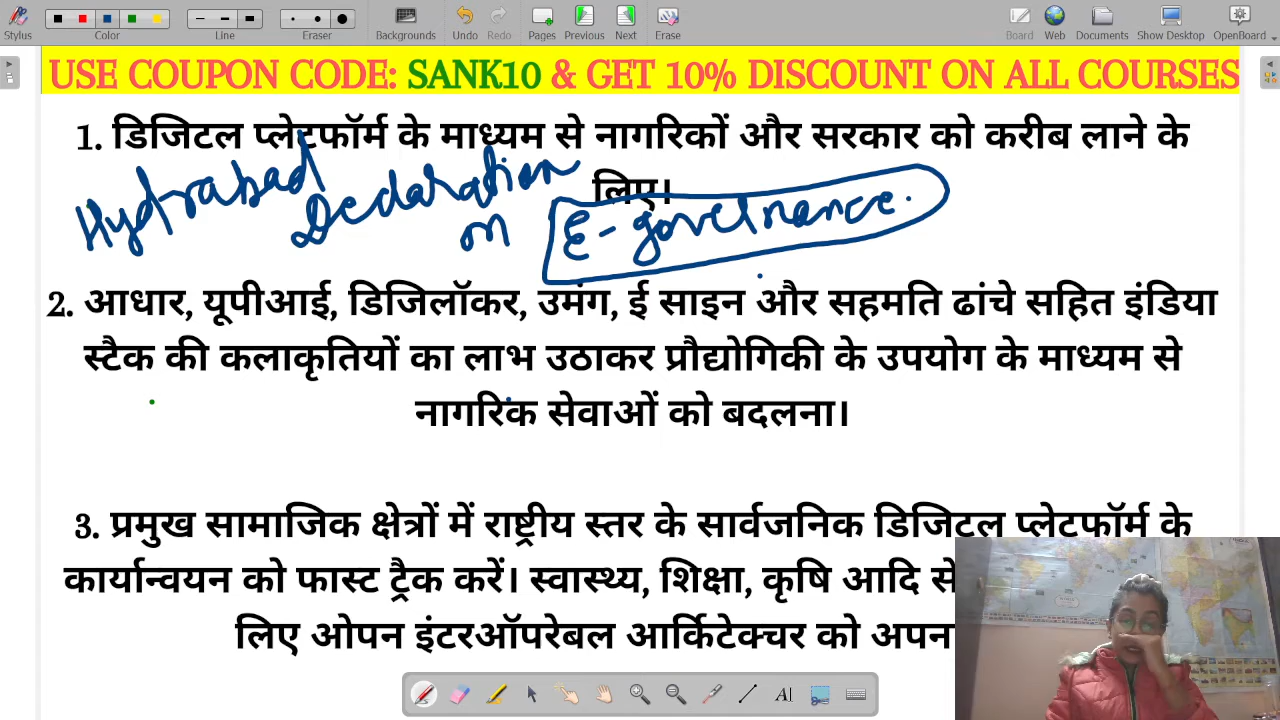 Stylus
Color
Line
Eraser
Backgrounds
Undo
Redo
Pages
Previous
Next
Erase
Board
Web
Documents
Show Desktop
OpenBoard
USE COUPON CODE: SANK10 & GET 10% DISCOUNT ON ALL COURSES
1. डिजिटल प्लेटफॉर्म के माध्यम से नागरिकों और सरकार को करीब लाने के
लिए।
Hydrabad Declaration
on E-governance.
2. आधार, यूपीआई, डिजिलॉकर, उमंग, ई साइन और सहमति ढांचे सहित इंडिया
स्टैक की कलाकृतियों का लाभ उठाकर प्रौद्योगिकी के उपयोग के माध्यम से
नागरिक सेवाओं को बदलना।
3. प्रमुख सामाजिक क्षेत्रों में राष्ट्रीय स्तर के सार्वजनिक डिजिटल प्लेटफॉर्म के
कार्यान्वयन को फास्ट ट्रैक करें। स्वास्थ्य, शिक्षा, कृषि आदि से
लिए ओपन इंटरऑपरेबल आर्किटेक्चर को अपन
AI